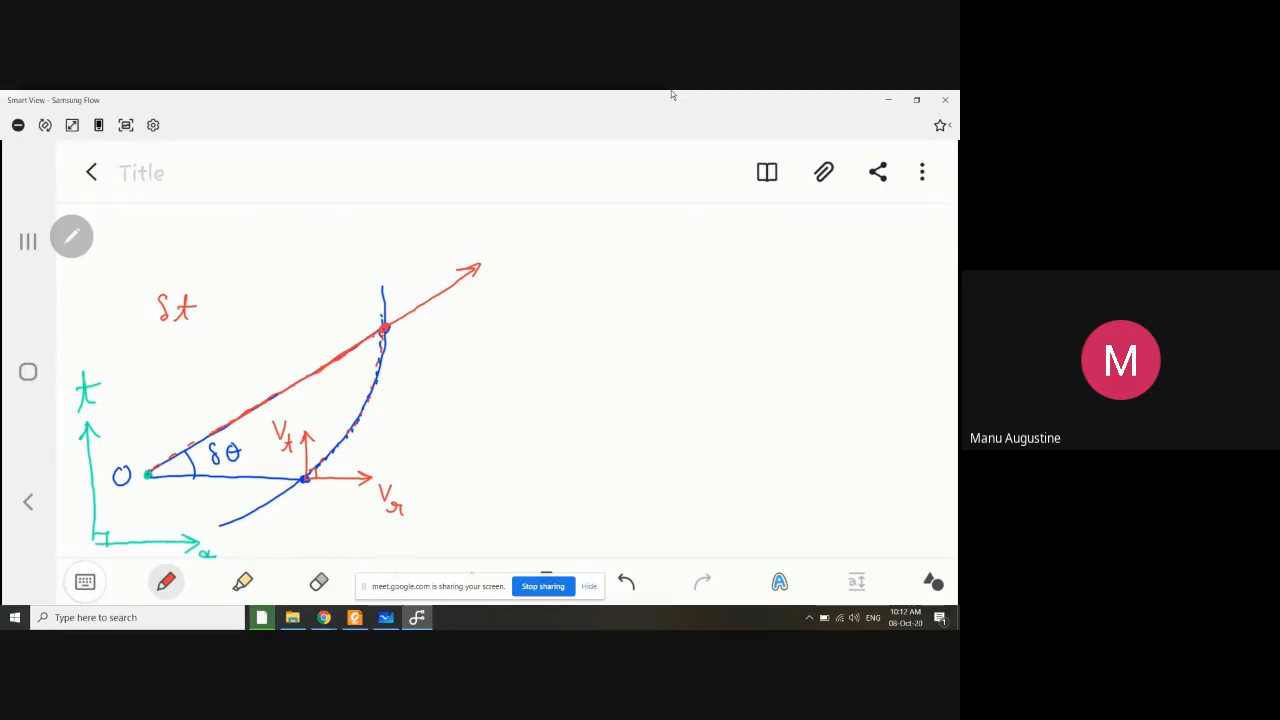 Smart View - Samsung Flow
Title
δt
t
Vt
δθ
O
Vr
meet.google.com is sharing your screen.
Stop sharing
Hide
Type here to search
ENG
10:12 AM
08-Oct-20
M
Manu Augustine